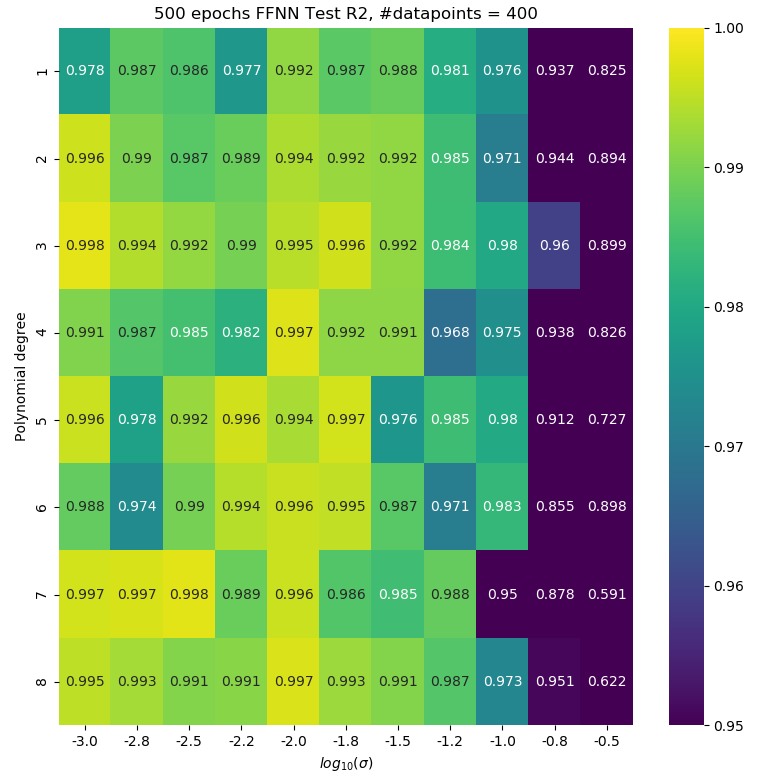 500 epochs FFNN Test R2, #datapoints = 400
Polynomial degree
1 0.978 0.987 0.986 0.977 0.992 0.987 0.988 0.981 0.976 0.937 0.825
2 0.996 0.99 0.987 0.989 0.994 0.992 0.992 0.985 0.971 0.944 0.894
3 0.998 0.994 0.992 0.99 0.995 0.996 0.992 0.984 0.98 0.96 0.899
4 0.991 0.987 0.985 0.982 0.997 0.992 0.991 0.968 0.975 0.938 0.826
5 0.996 0.978 0.992 0.996 0.994 0.997 0.976 0.985 0.98 0.912 0.727
6 0.988 0.974 0.99 0.994 0.996 0.995 0.987 0.971 0.983 0.855 0.898
7 0.997 0.997 0.998 0.989 0.996 0.986 0.985 0.988 0.95 0.878 0.591
8 0.995 0.993 0.991 0.991 0.997 0.993 0.991 0.987 0.973 0.951 0.622
-3.0 -2.8 -2.5 -2.2 -2.0 -1.8 -1.5 -1.2 -1.0 -0.8 -0.5
log₁₀(σ)
1.00
0.99
0.98
0.97
0.96
0.95